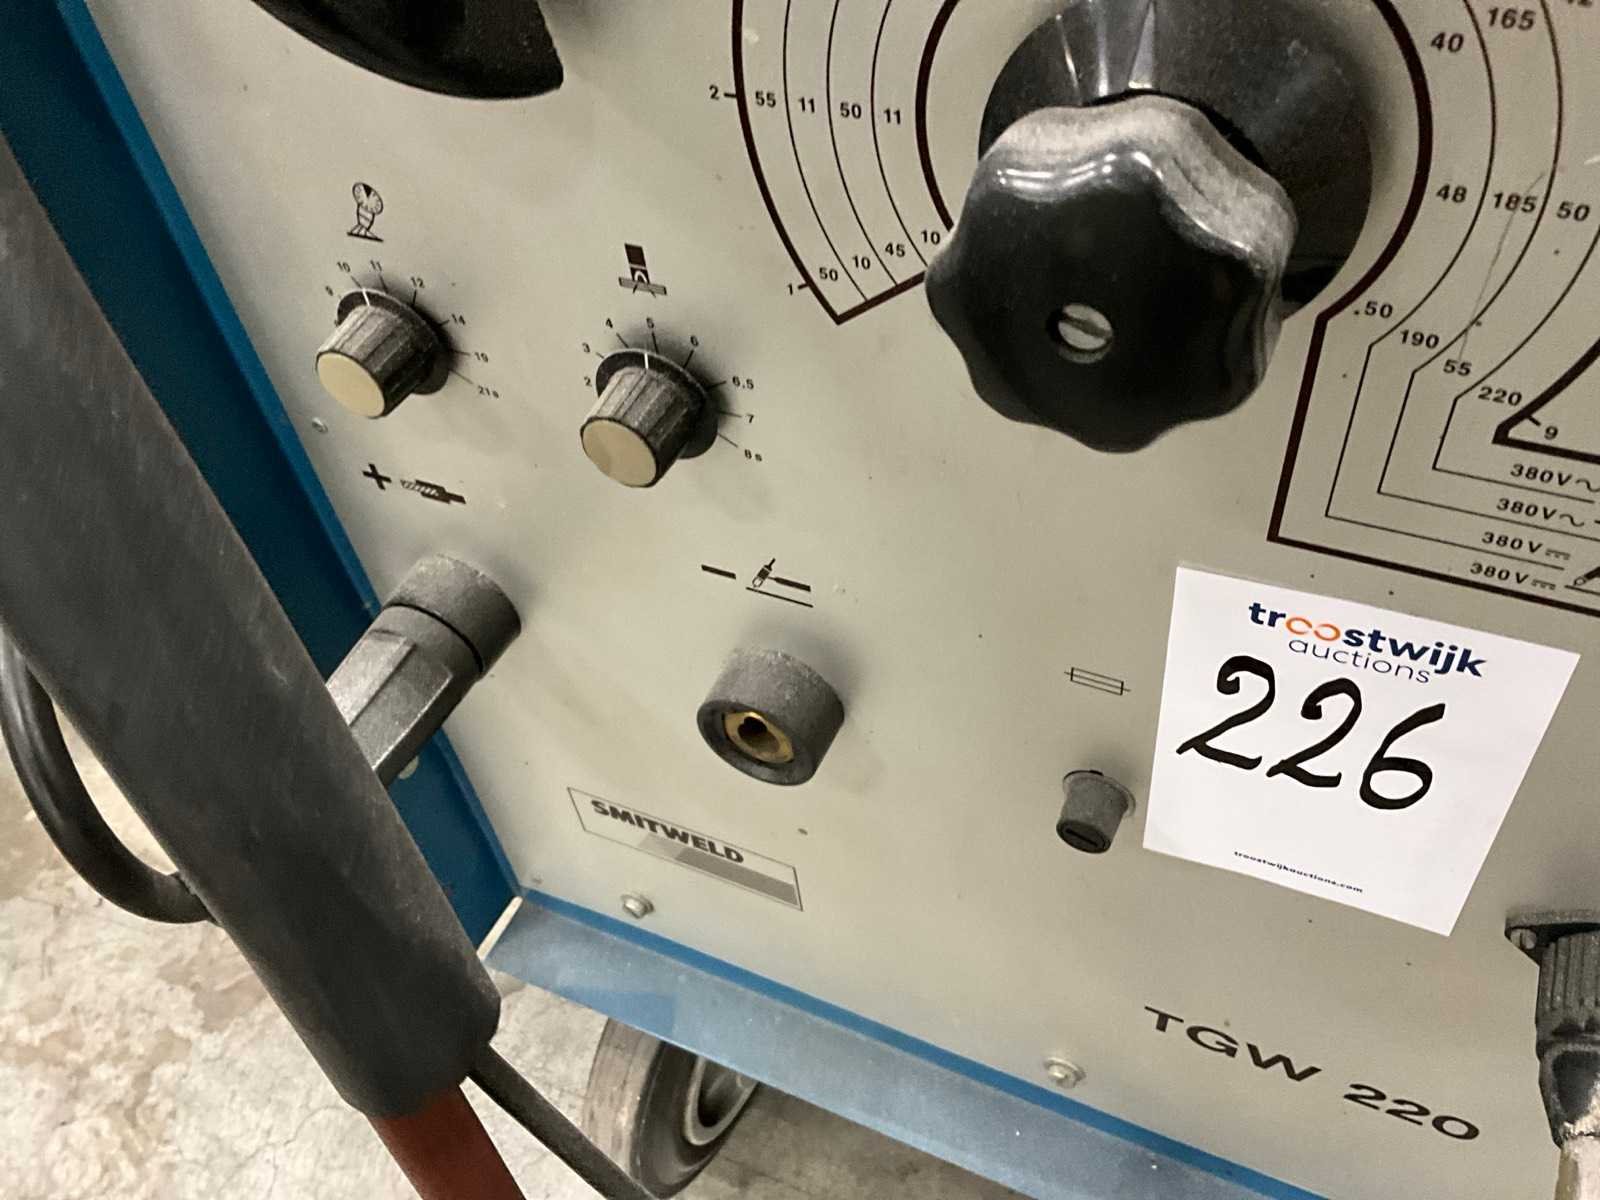 2 55 11 50 11
1 50 10 45 10
40 165
48 185 50
50 190 55 220 9
380V
380V
380V
380V
9 10 11 12 14 19 21s
2 3 4 5 6 6.5 7 8s
+
troostwijk
auctions
226
troostwijkauctions.com
SMITWELD
TGW 220